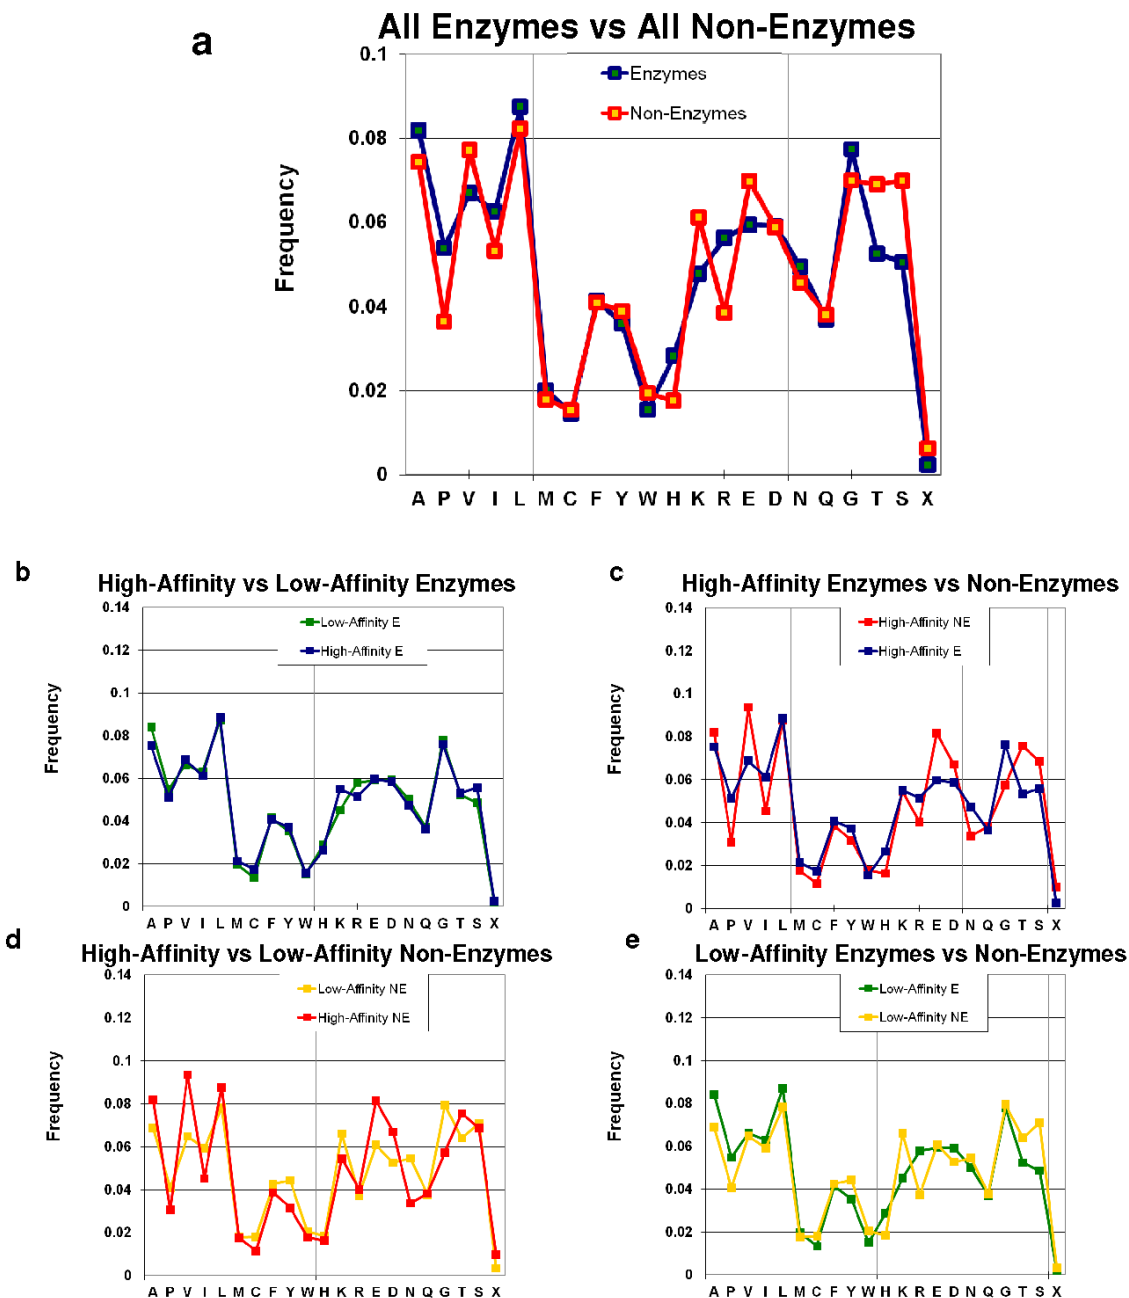 a
All Enzymes vs All Non-Enzymes
Enzymes
Non-Enzymes
Frequency
0.1
0.08
0.06
0.04
0.02
0
A P V I L M C F Y W H K R E D N Q G T S X
b
High-Affinity vs Low-Affinity Enzymes
Low-Affinity E
High-Affinity E
Frequency
0.14
0.12
0.1
0.08
0.06
0.04
0.02
0
A P V I L M C F Y W H K R E D N Q G T S X
c
High-Affinity Enzymes vs Non-Enzymes
High-Affinity NE
High-Affinity E
Frequency
0.14
0.12
0.1
0.08
0.06
0.04
0.02
0
A P V I L M C F Y W H K R E D N Q G T S X
d
High-Affinity vs Low-Affinity Non-Enzymes
Low-Affinity NE
High-Affinity NE
Frequency
0.14
0.12
0.1
0.08
0.06
0.04
0.02
0
A P V I L M C F Y W H K R E D N Q G T S X
e
Low-Affinity Enzymes vs Non-Enzymes
Low-Affinity E
Low-Affinity NE
Frequency
0.14
0.12
0.1
0.08
0.06
0.04
0.02
0
A P V I L M C F Y W H K R E D N Q G T S X